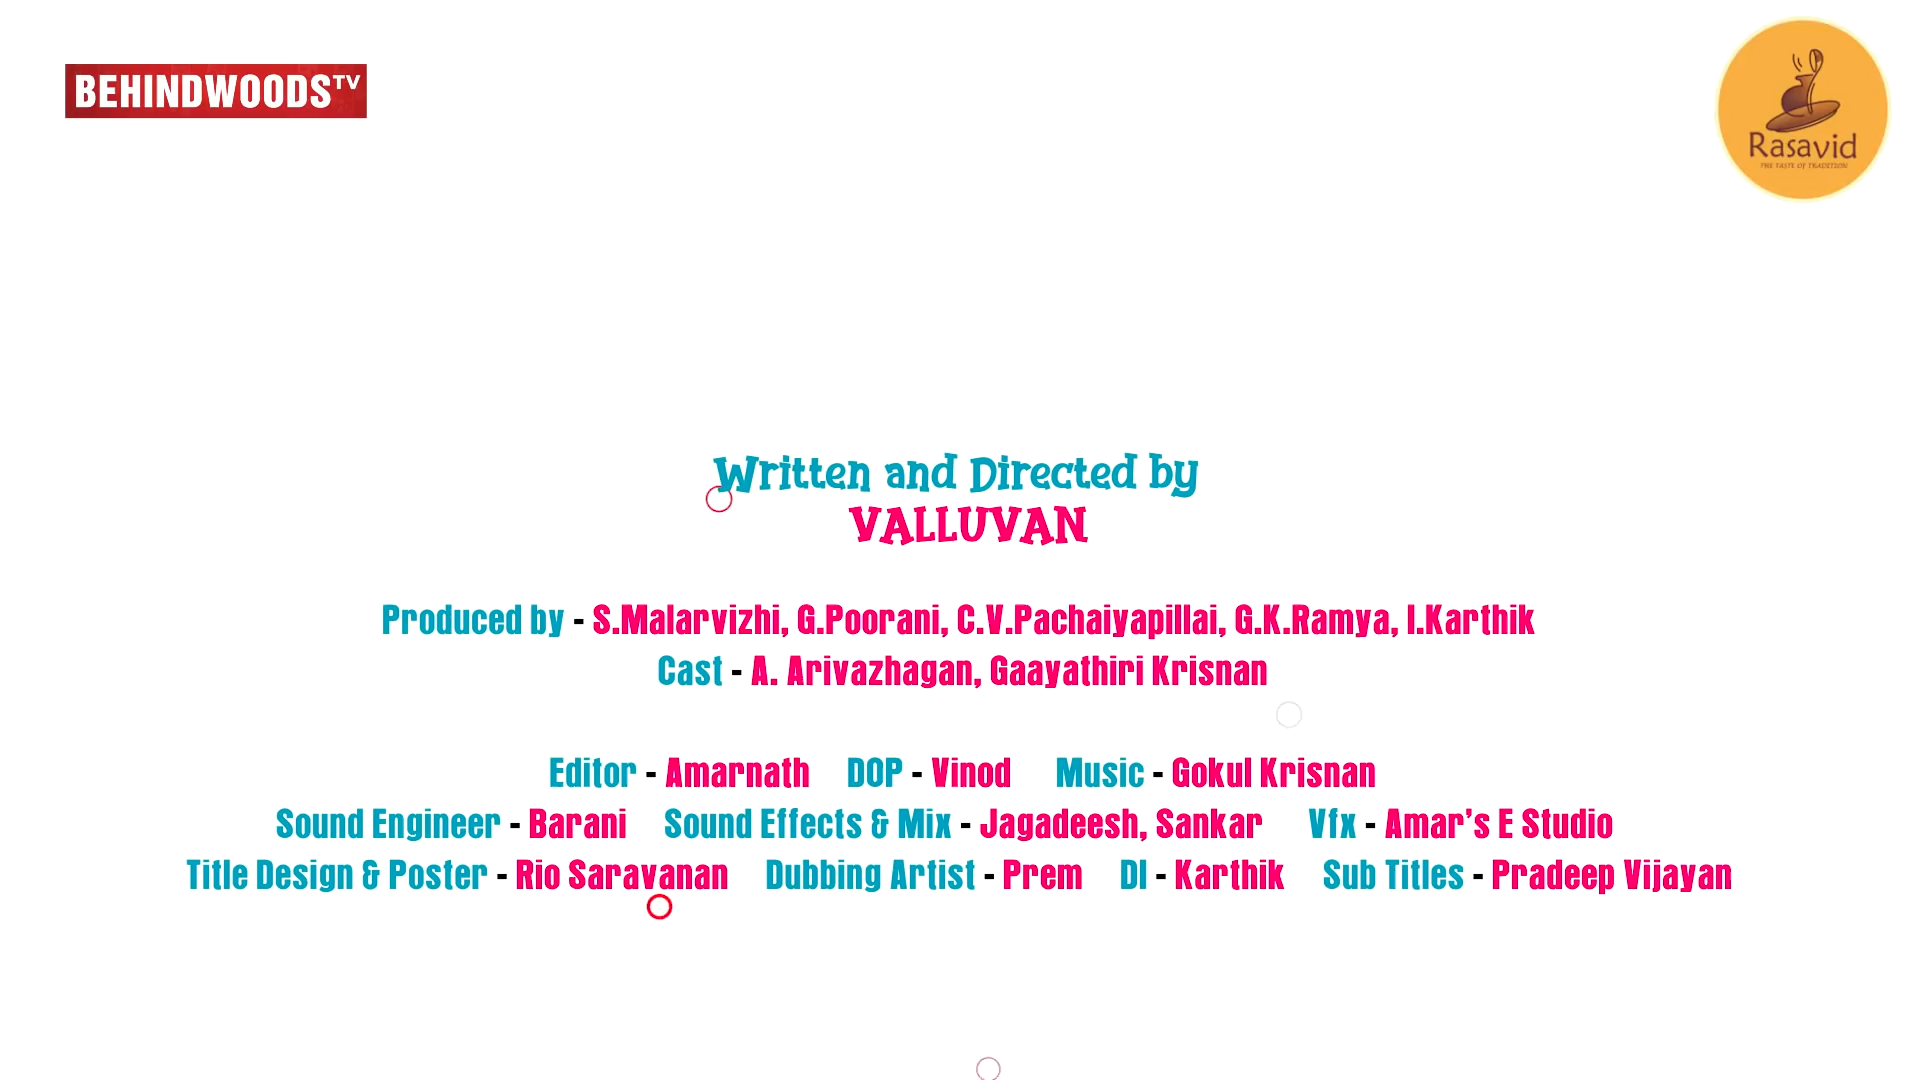 BEHINDWOODSTV
Rasavid
THE TASTE OF TRADITION
Written and Directed by
VALLUVAN
Produced by - S.Malarvizhi, G.Poorani, C.V.Pachaiyapillai, G.K.Ramya, I.Karthik
Cast - A. Arivazhagan, Gaayathiri Krisnan
Editor - Amarnath DOP - Vinod Music - Gokul Krisnan
Sound Engineer - Barani Sound Effects & Mix - Jagadeesh, Sankar Vfx - Amar’s E Studio
Title Design & Poster - Rio Saravanan Dubbing Artist - Prem DI - Karthik Sub Titles - Pradeep Vijayan